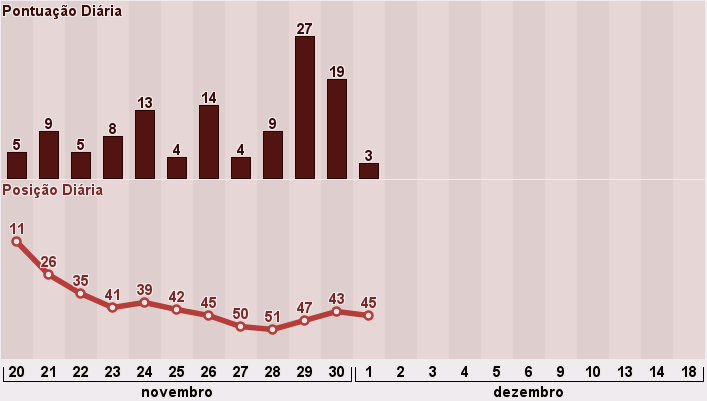 Pontuação Diária
5 9 5 8 13 4 14 4 9 27 19 3
Posição Diária
11 26 35 41 39 42 45 50 51 47 43 45
20 21 22 23 24 25 26 27 28 29 30 1 2 3 4 5 6 9 10 13 14 18
novembro dezembro